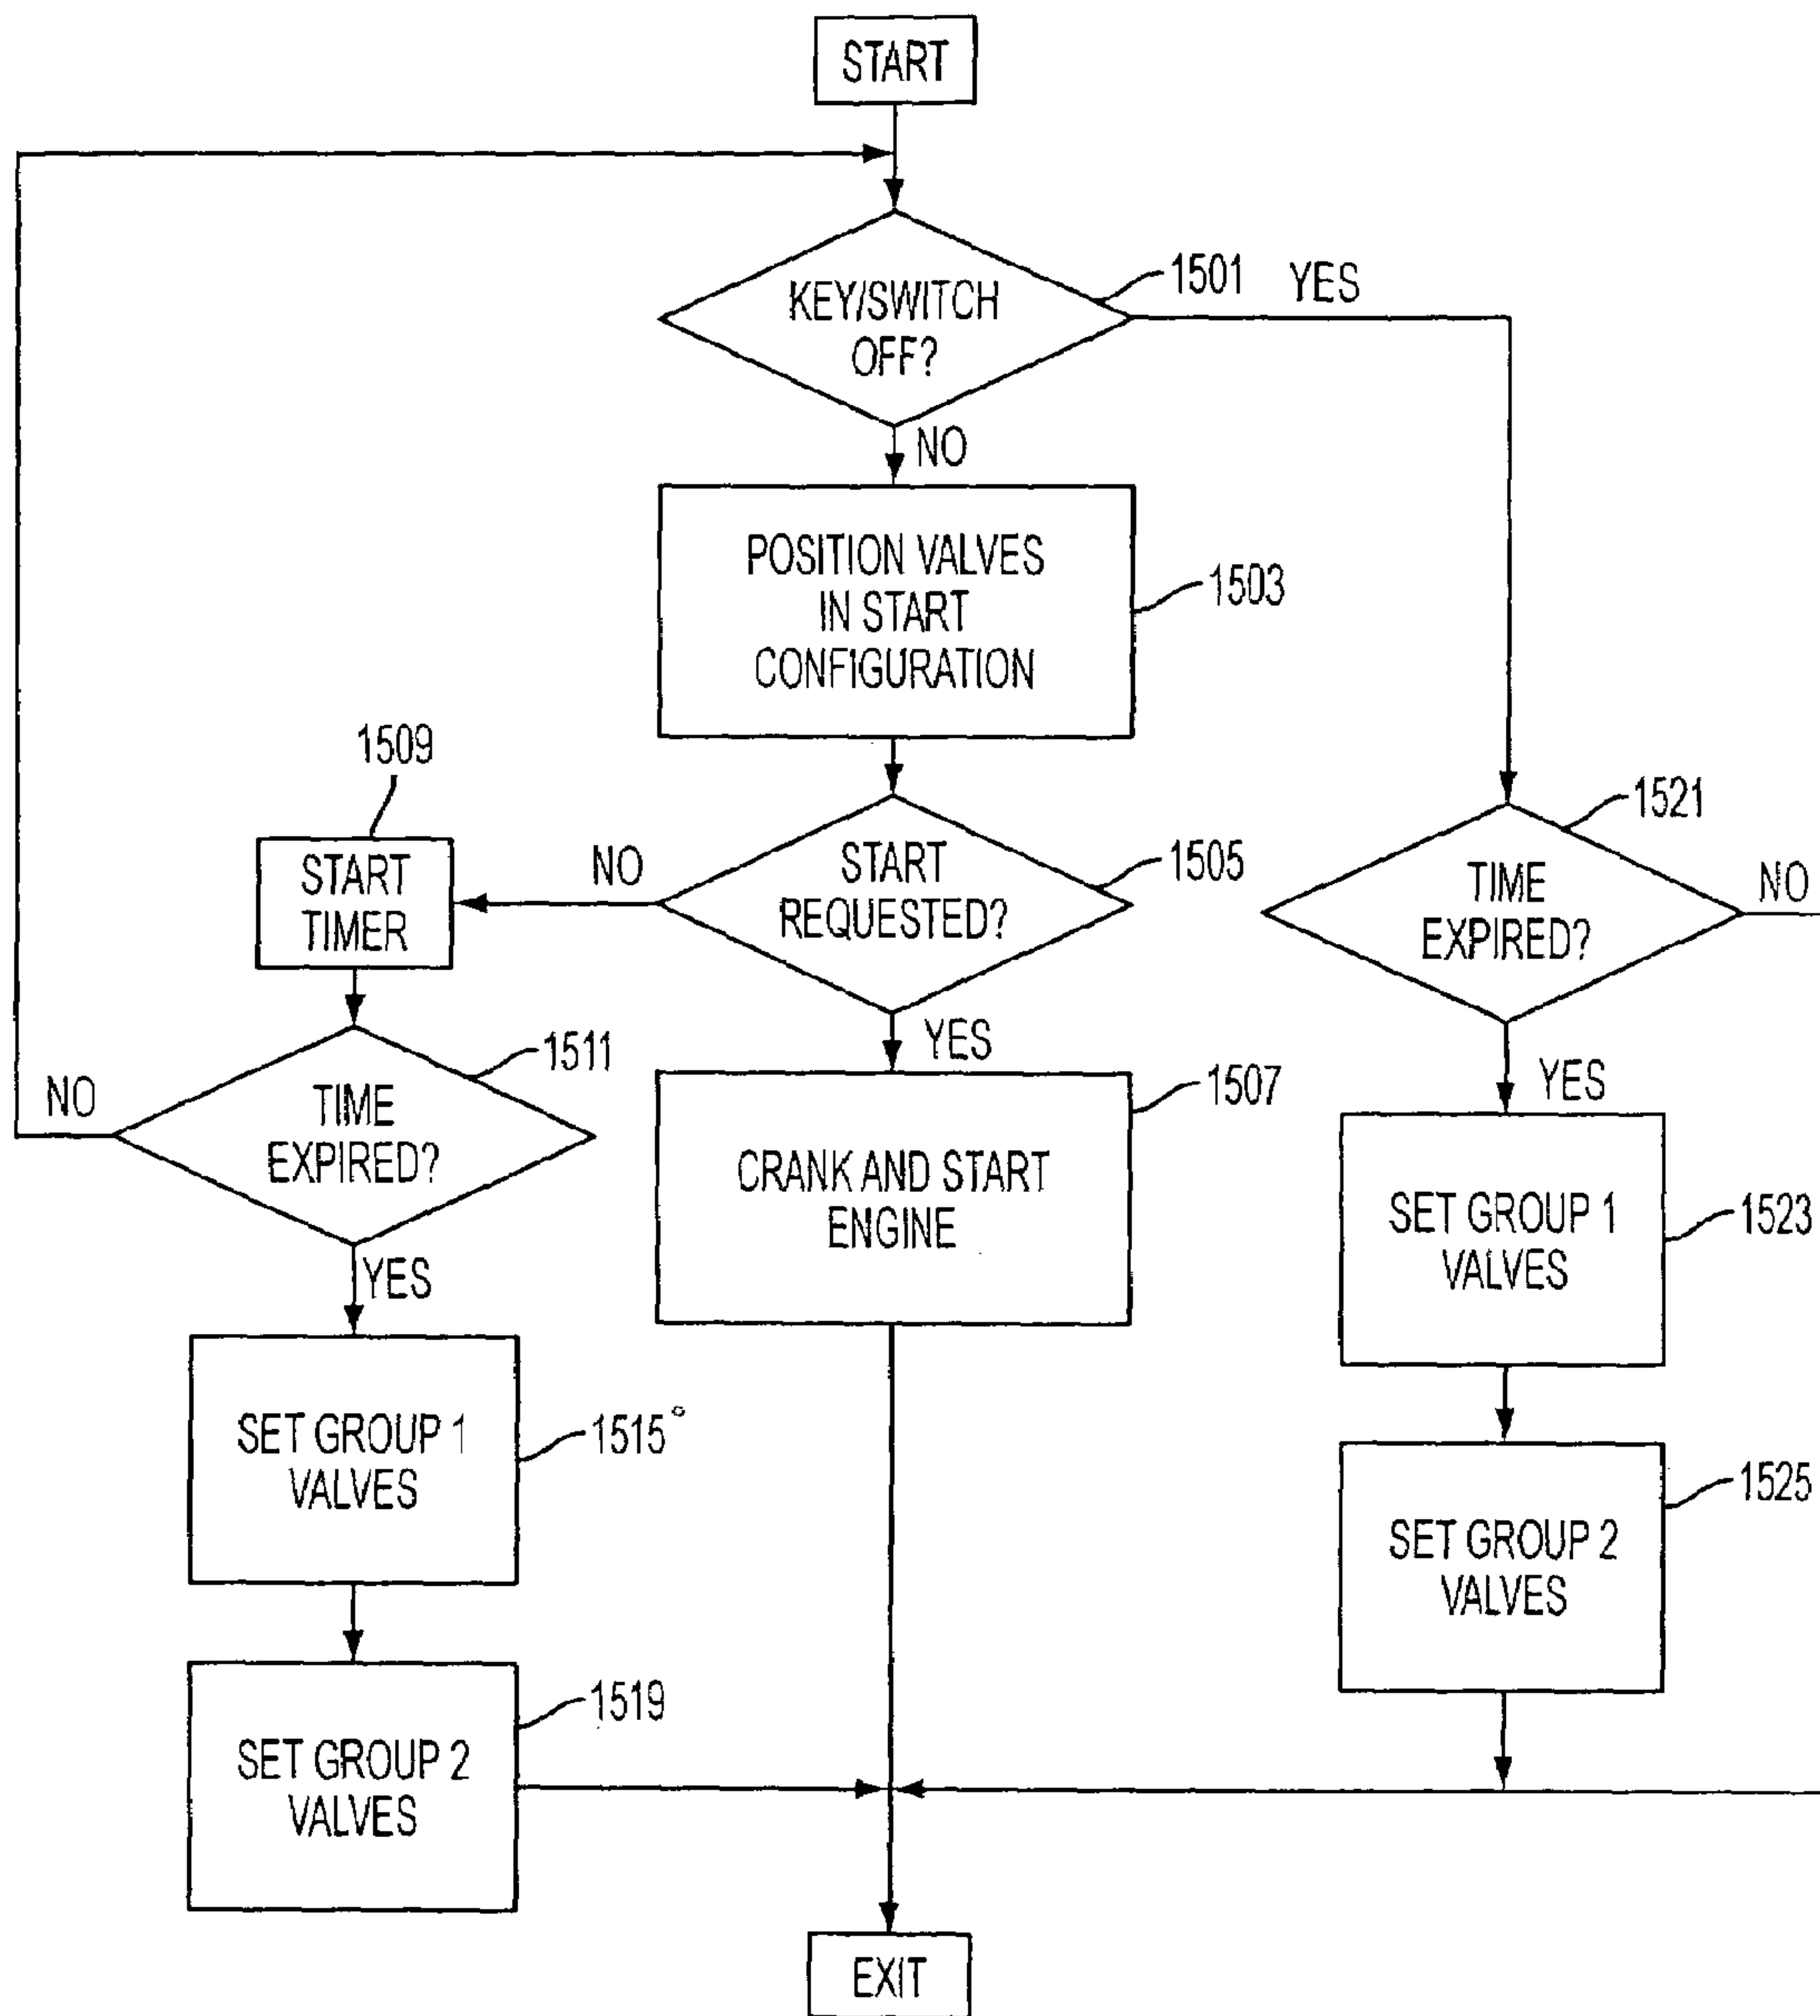 START
1501
YES
KEY/SWITCH
OFF?
NO
POSITION VALVES
IN START
CONFIGURATION
1503
1509
1521
START
TIMER
NO
START
REQUESTED?
1505
TIME
EXPIRED?
NO
1511
YES
NO
TIME
EXPIRED?
1507
YES
CRANK AND START
ENGINE
SET GROUP 1
VALVES
1523
YES
SET GROUP 1
VALVES
1515°
1525
SET GROUP 2
VALVES
1519
SET GROUP 2
VALVES
EXIT